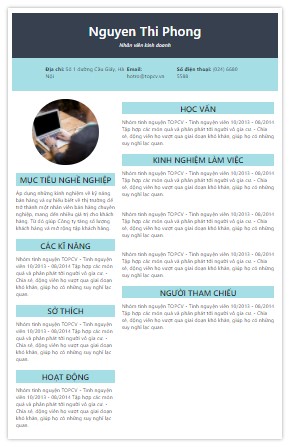 Nguyen Thi Phong
Nhân viên kinh doanh
Địa chỉ: Số 1 đường Cầu Giấy, Hà Nội
Email: hotro@topcv.vn
Số điện thoại: (024) 6680 5588
MỤC TIÊU NGHỀ NGHIỆP
Áp dụng những kinh nghiệm về kỹ năng
bán hàng và sự hiểu biết về thị trường để
trở thành một nhân viên bán hàng chuyên
nghiệp, mang đến nhiều giá trị cho khách
hàng. Từ đó giúp Công ty tăng số lượng
khách hàng và mở rộng tập khách hàng.
CÁC KĨ NĂNG
Nhóm tình nguyện TOPCV • Tình nguyện
viên 10/2013 - 08/2014 Tập hợp các món
quà và phân phát tới người vô gia cư. -
Chia sẻ, động viên họ vượt qua giai đoạn
khó khăn, giúp họ có những suy nghĩ lạc
quan.
SỞ THÍCH
Nhóm tình nguyện TOPCV • Tình nguyện
viên 10/2013 - 08/2014 Tập hợp các món
quà và phân phát tới người vô gia cư. -
Chia sẻ, động viên họ vượt qua giai đoạn
khó khăn, giúp họ có những suy nghĩ lạc
quan.
HOẠT ĐỘNG
Nhóm tình nguyện TOPCV • Tình nguyện
viên 10/2013 - 08/2014 Tập hợp các món
quà và phân phát tới người vô gia cư. -
Chia sẻ, động viên họ vượt qua giai đoạn
khó khăn, giúp họ có những suy nghĩ lạc
quan.
HỌC VẤN
Nhóm tình nguyện TOPCV • Tình nguyện viên 10/2013 - 08/2014
Tập hợp các món quà và phân phát tới người vô gia cư. - Chia
sẻ, động viên họ vượt qua giai đoạn khó khăn, giúp họ có những
suy nghĩ lạc quan.
KINH NGHIỆM LÀM VIỆC
Nhóm tình nguyện TOPCV • Tình nguyện viên 10/2013 - 08/2014
Tập hợp các món quà và phân phát tới người vô gia cư. - Chia
sẻ, động viên họ vượt qua giai đoạn khó khăn, giúp họ có những
suy nghĩ lạc quan.
Nhóm tình nguyện TOPCV • Tình nguyện viên 10/2013 - 08/2014
Tập hợp các món quà và phân phát tới người vô gia cư. - Chia
sẻ, động viên họ vượt qua giai đoạn khó khăn, giúp họ có những
suy nghĩ lạc quan.
Nhóm tình nguyện TOPCV • Tình nguyện viên 10/2013 - 08/2014
Tập hợp các món quà và phân phát tới người vô gia cư. - Chia
sẻ, động viên họ vượt qua giai đoạn khó khăn, giúp họ có những
suy nghĩ lạc quan.
NGƯỜI THAM CHIẾU
Nhóm tình nguyện TOPCV • Tình nguyện viên 10/2013 - 08/2014
Tập hợp các món quà và phân phát tới người vô gia cư. - Chia
sẻ, động viên họ vượt qua giai đoạn khó khăn, giúp họ có những
suy nghĩ lạc quan.